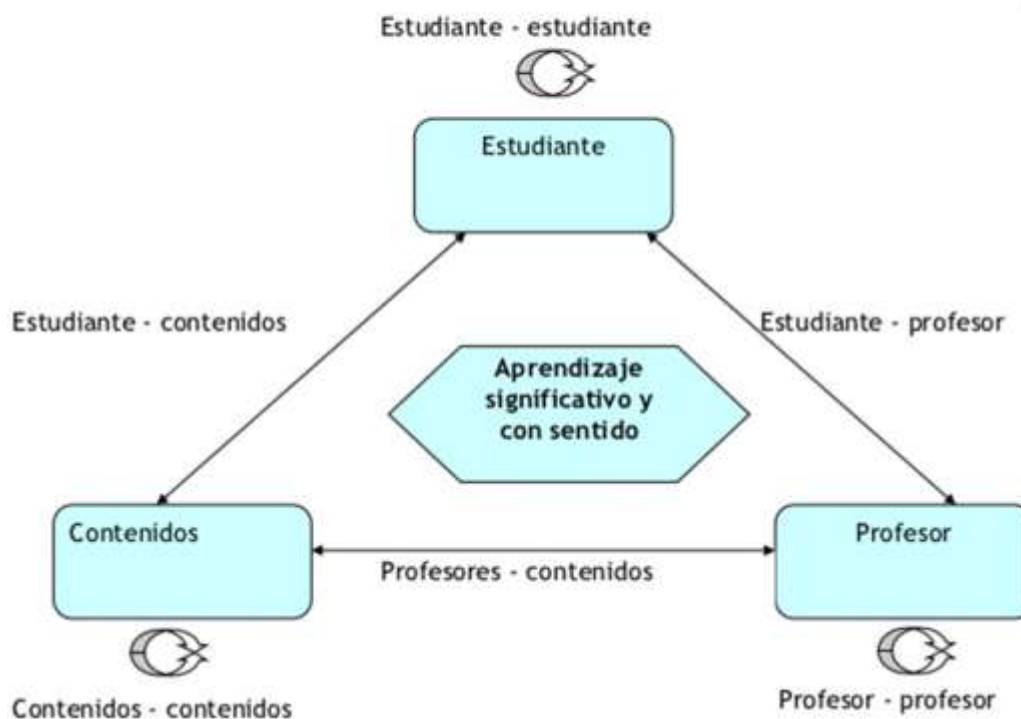 Estudiante - estudiante
Estudiante
Estudiante - contenidos
Estudiante - profesor
Aprendizaje
significativo y
con sentido
Contenidos
Profesor
Profesores - contenidos
Contenidos - contenidos
Profesor - profesor